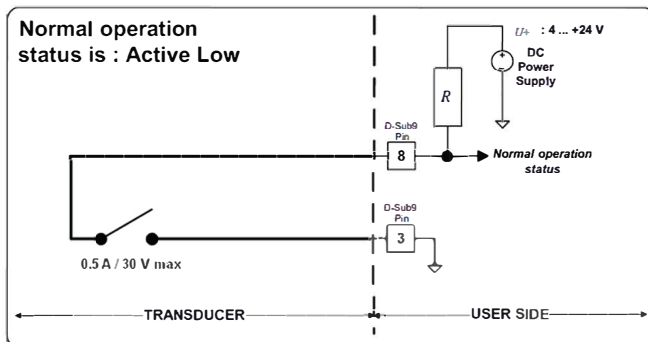 Normal operation
status is : Active Low
U+ : 4 ... +24 V
DC
Power
Supply
+
-
R
D-Sub9
Pin
8
Normal operation
status
D-Sub9
Pin
3
0.5 A / 30 V max
TRANSDUCER
USER SIDE